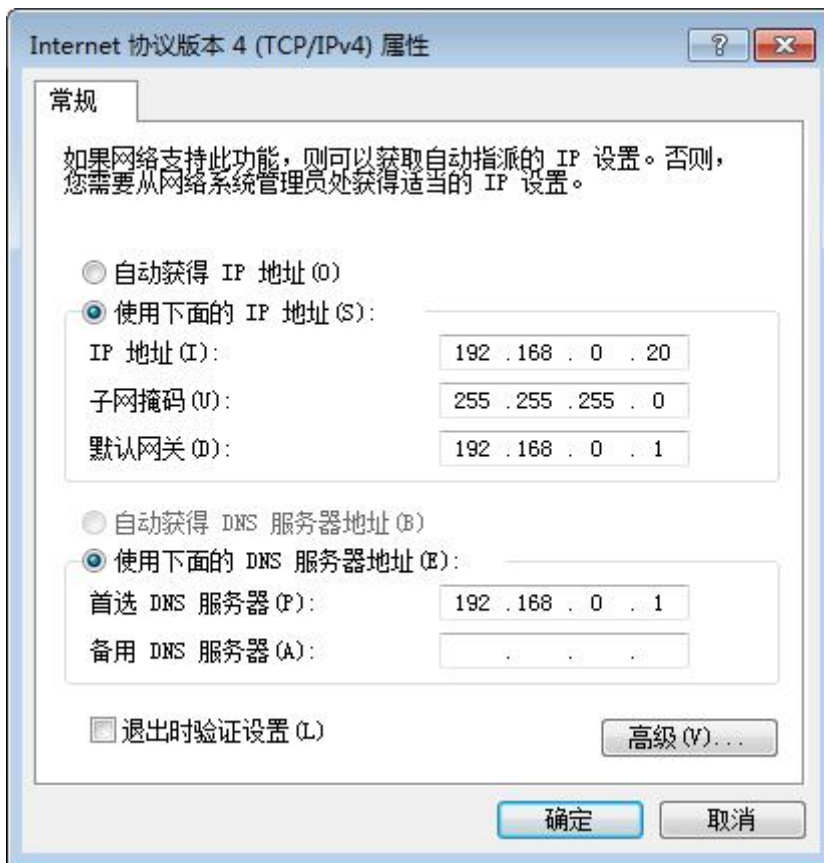 Internet 协议版本 4 (TCP/IPv4) 属性
常规
如果网络支持此功能，则可以获取自动指派的 IP 设置。否则，
您需要从网络系统管理员处获得适当的 IP 设置。
自动获得 IP 地址(O)
使用下面的 IP 地址(S):
IP 地址(I): 192 .168 . 0 . 20
子网掩码(U): 255 .255 .255 . 0
默认网关(D): 192 .168 . 0 . 1
自动获得 DNS 服务器地址(B)
使用下面的 DNS 服务器地址(E):
首选 DNS 服务器(P): 192 .168 . 0 . 1
备用 DNS 服务器(A): . . .
退出时验证设置(L)
高级(V)...
确定 取消